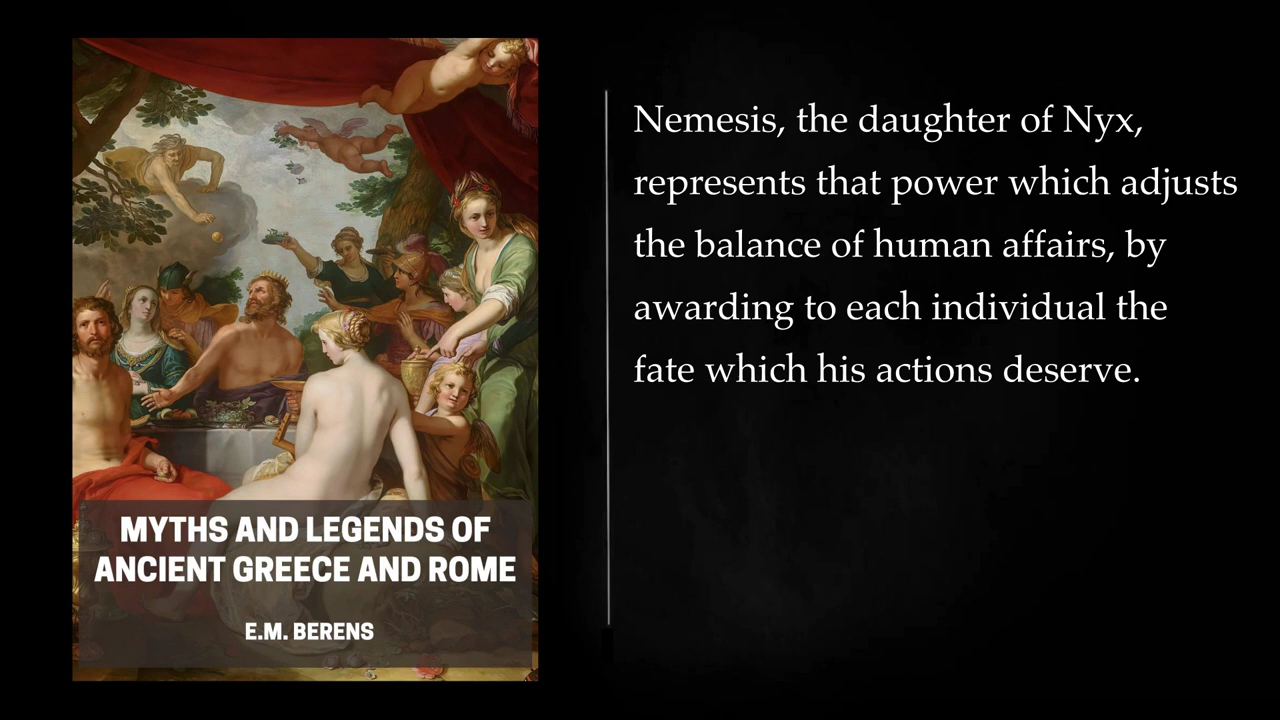 MYTHS AND LEGENDS OF
ANCIENT GREECE AND ROME
E.M. BERENS
Nemesis, the daughter of Nyx,
represents that power which adjusts
the balance of human affairs, by
awarding to each individual the
fate which his actions deserve.